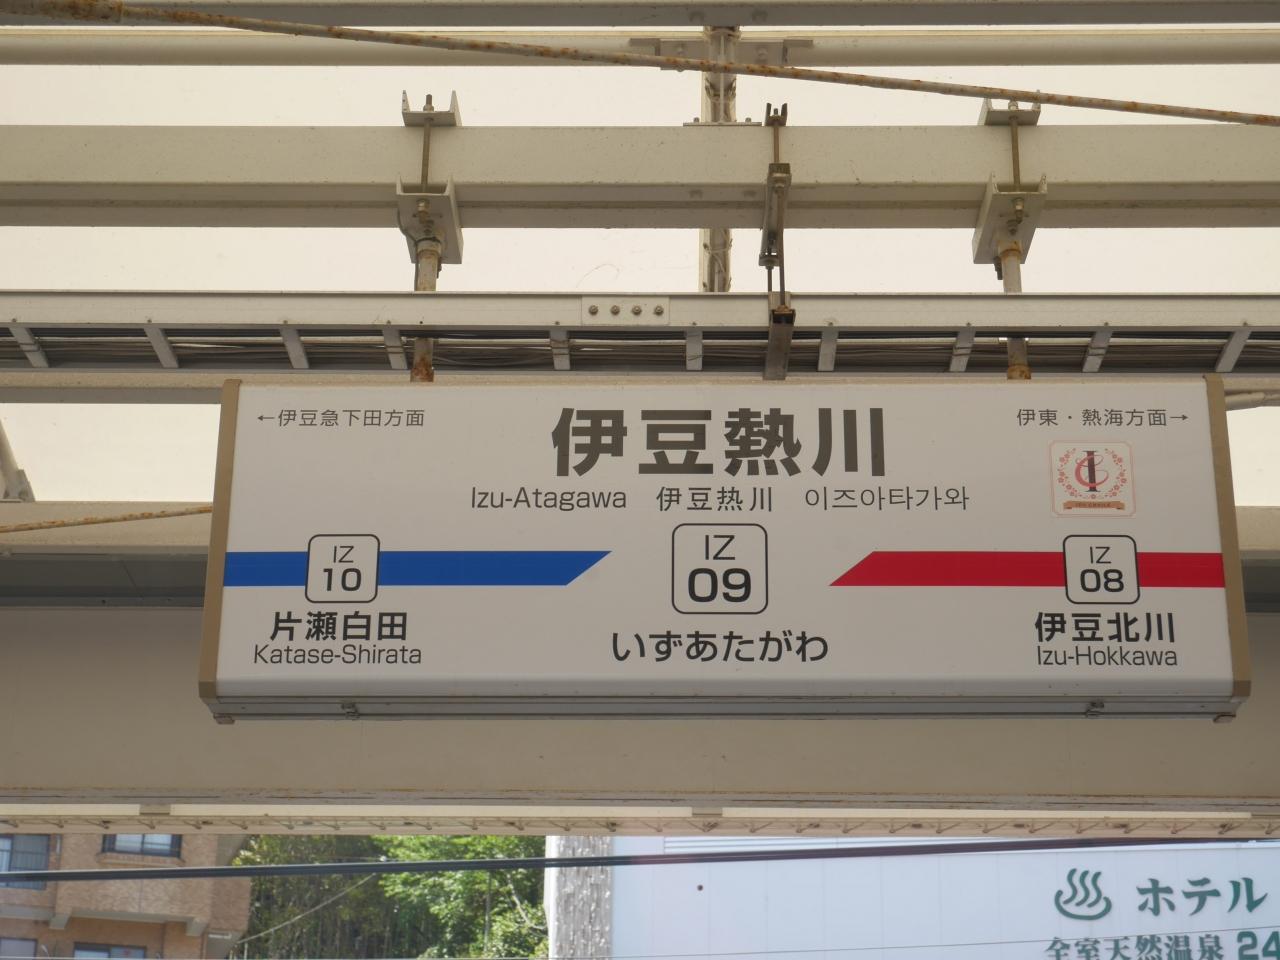 ←伊豆急下田方面
伊豆熱川
伊東・熱海方面→
Izu-Atagawa 伊豆热川 이즈아타가와
IZ
10
IZ
09
IZ
08
片瀬白田
Katase-Shirata
いずあたがわ
伊豆北川
Izu-Hokkawa
ホテル
全室天然温泉 24